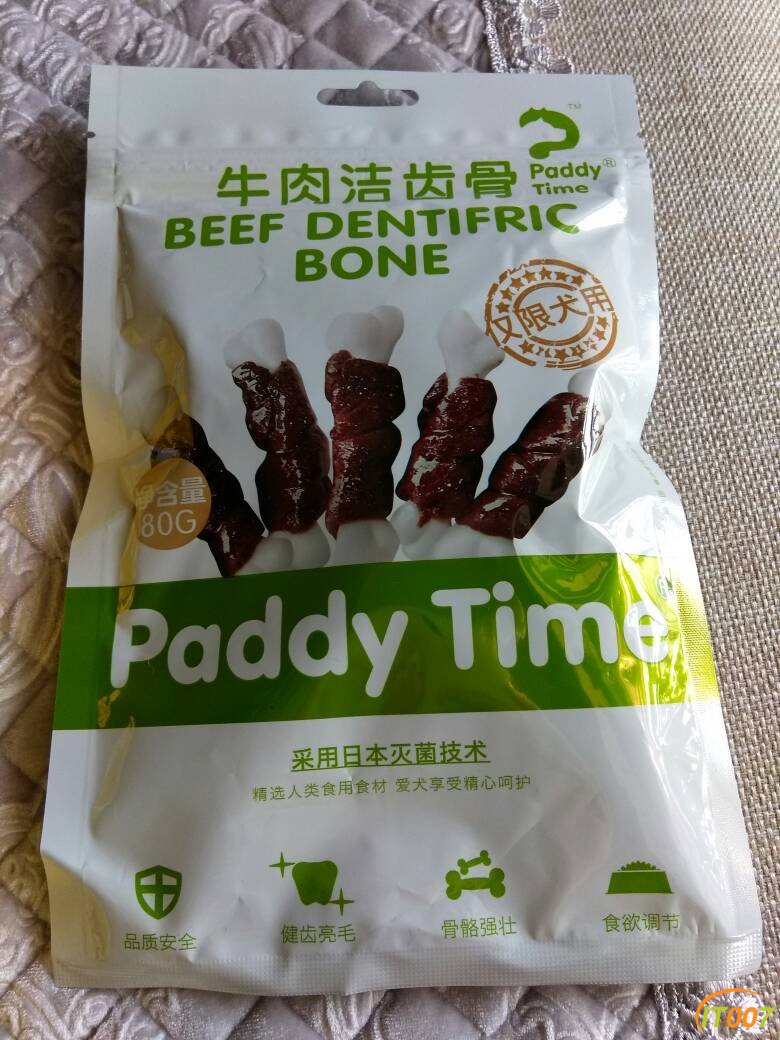 TM
Paddy®
Time
牛肉洁齿骨
BEEF DENTIFRIC
BONE
仅限犬用
净含量
80G
Paddy Time®
采用日本灭菌技术
精选人类食用食材 爱犬享受精心呵护
品质安全 健齿亮毛 骨骼强壮 食欲调节
IT007